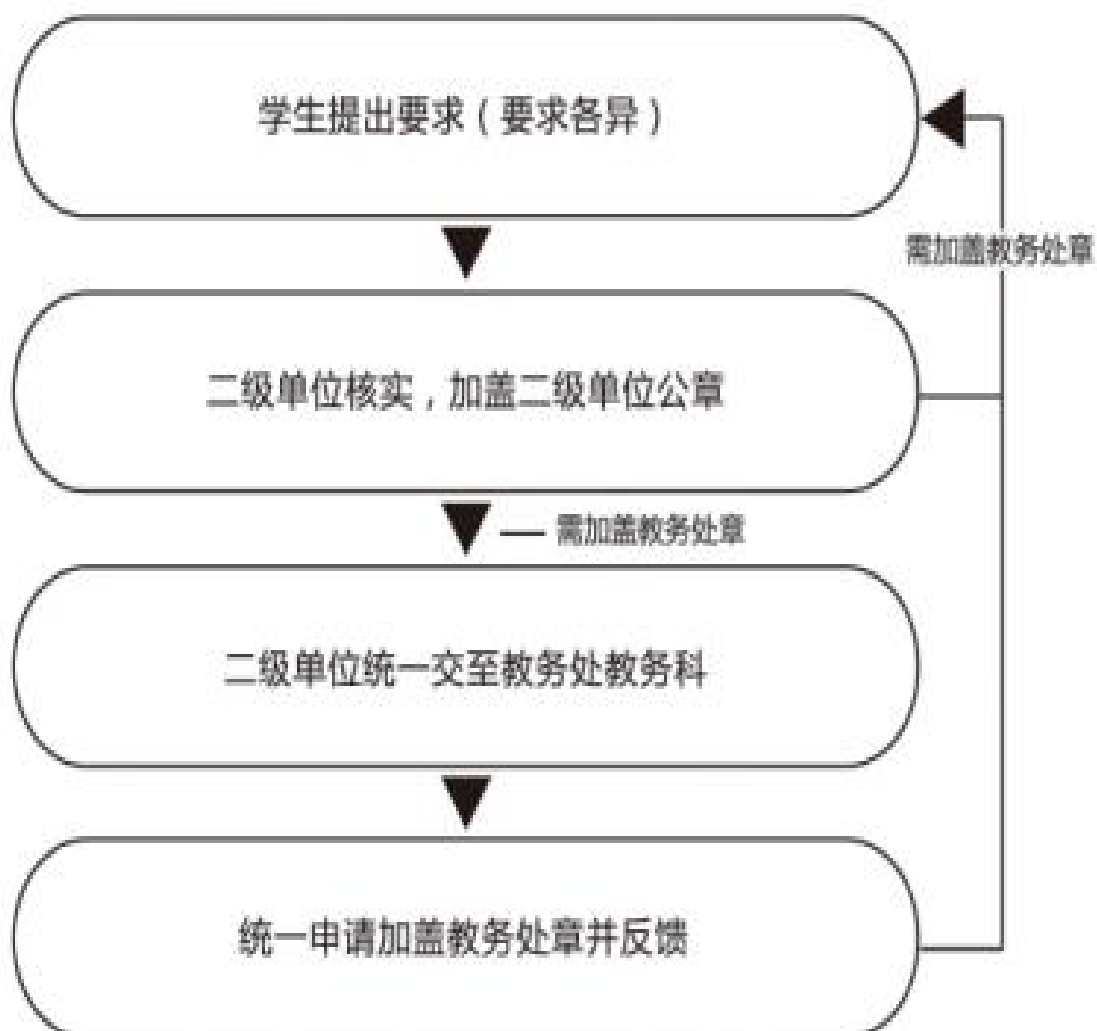 学生提出要求（要求各异）
需加盖教务处章
二级单位核实，加盖二级单位公章
需加盖教务处章
二级单位统一交至教务处教务科
统一申请加盖教务处章并反馈